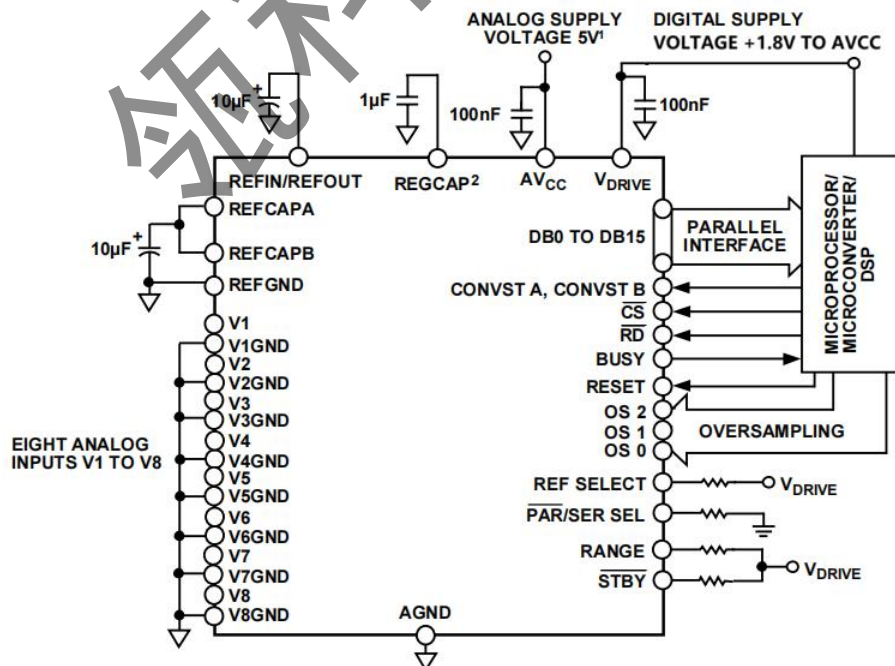 ANALOG SUPPLY
VOLTAGE 5V¹
DIGITAL SUPPLY
VOLTAGE +1.8V TO AVCC
10µF
+
1µF
100nF
100nF
REFIN/REFOUT
REGCAP²
AVCC
VDRIVE
REFCAPA
REFCAPB
REFGND
10µF
+
DB0 TO DB15
PARALLEL
INTERFACE
MICROPROCESSOR/
MICROCONVERTER/
DSP
CONVST A, CONVST B
CS
RD
BUSY
RESET
OS 2
OS 1
OS 0
OVERSAMPLING
V1
V1GND
V2
V2GND
V3
V3GND
V4
V4GND
V5
V5GND
V6
V6GND
V7
V7GND
V8
V8GND
EIGHT ANALOG
INPUTS V1 TO V8
REF SELECT
VDRIVE
PAR/SER SEL
RANGE
STBY
VDRIVE
AGND